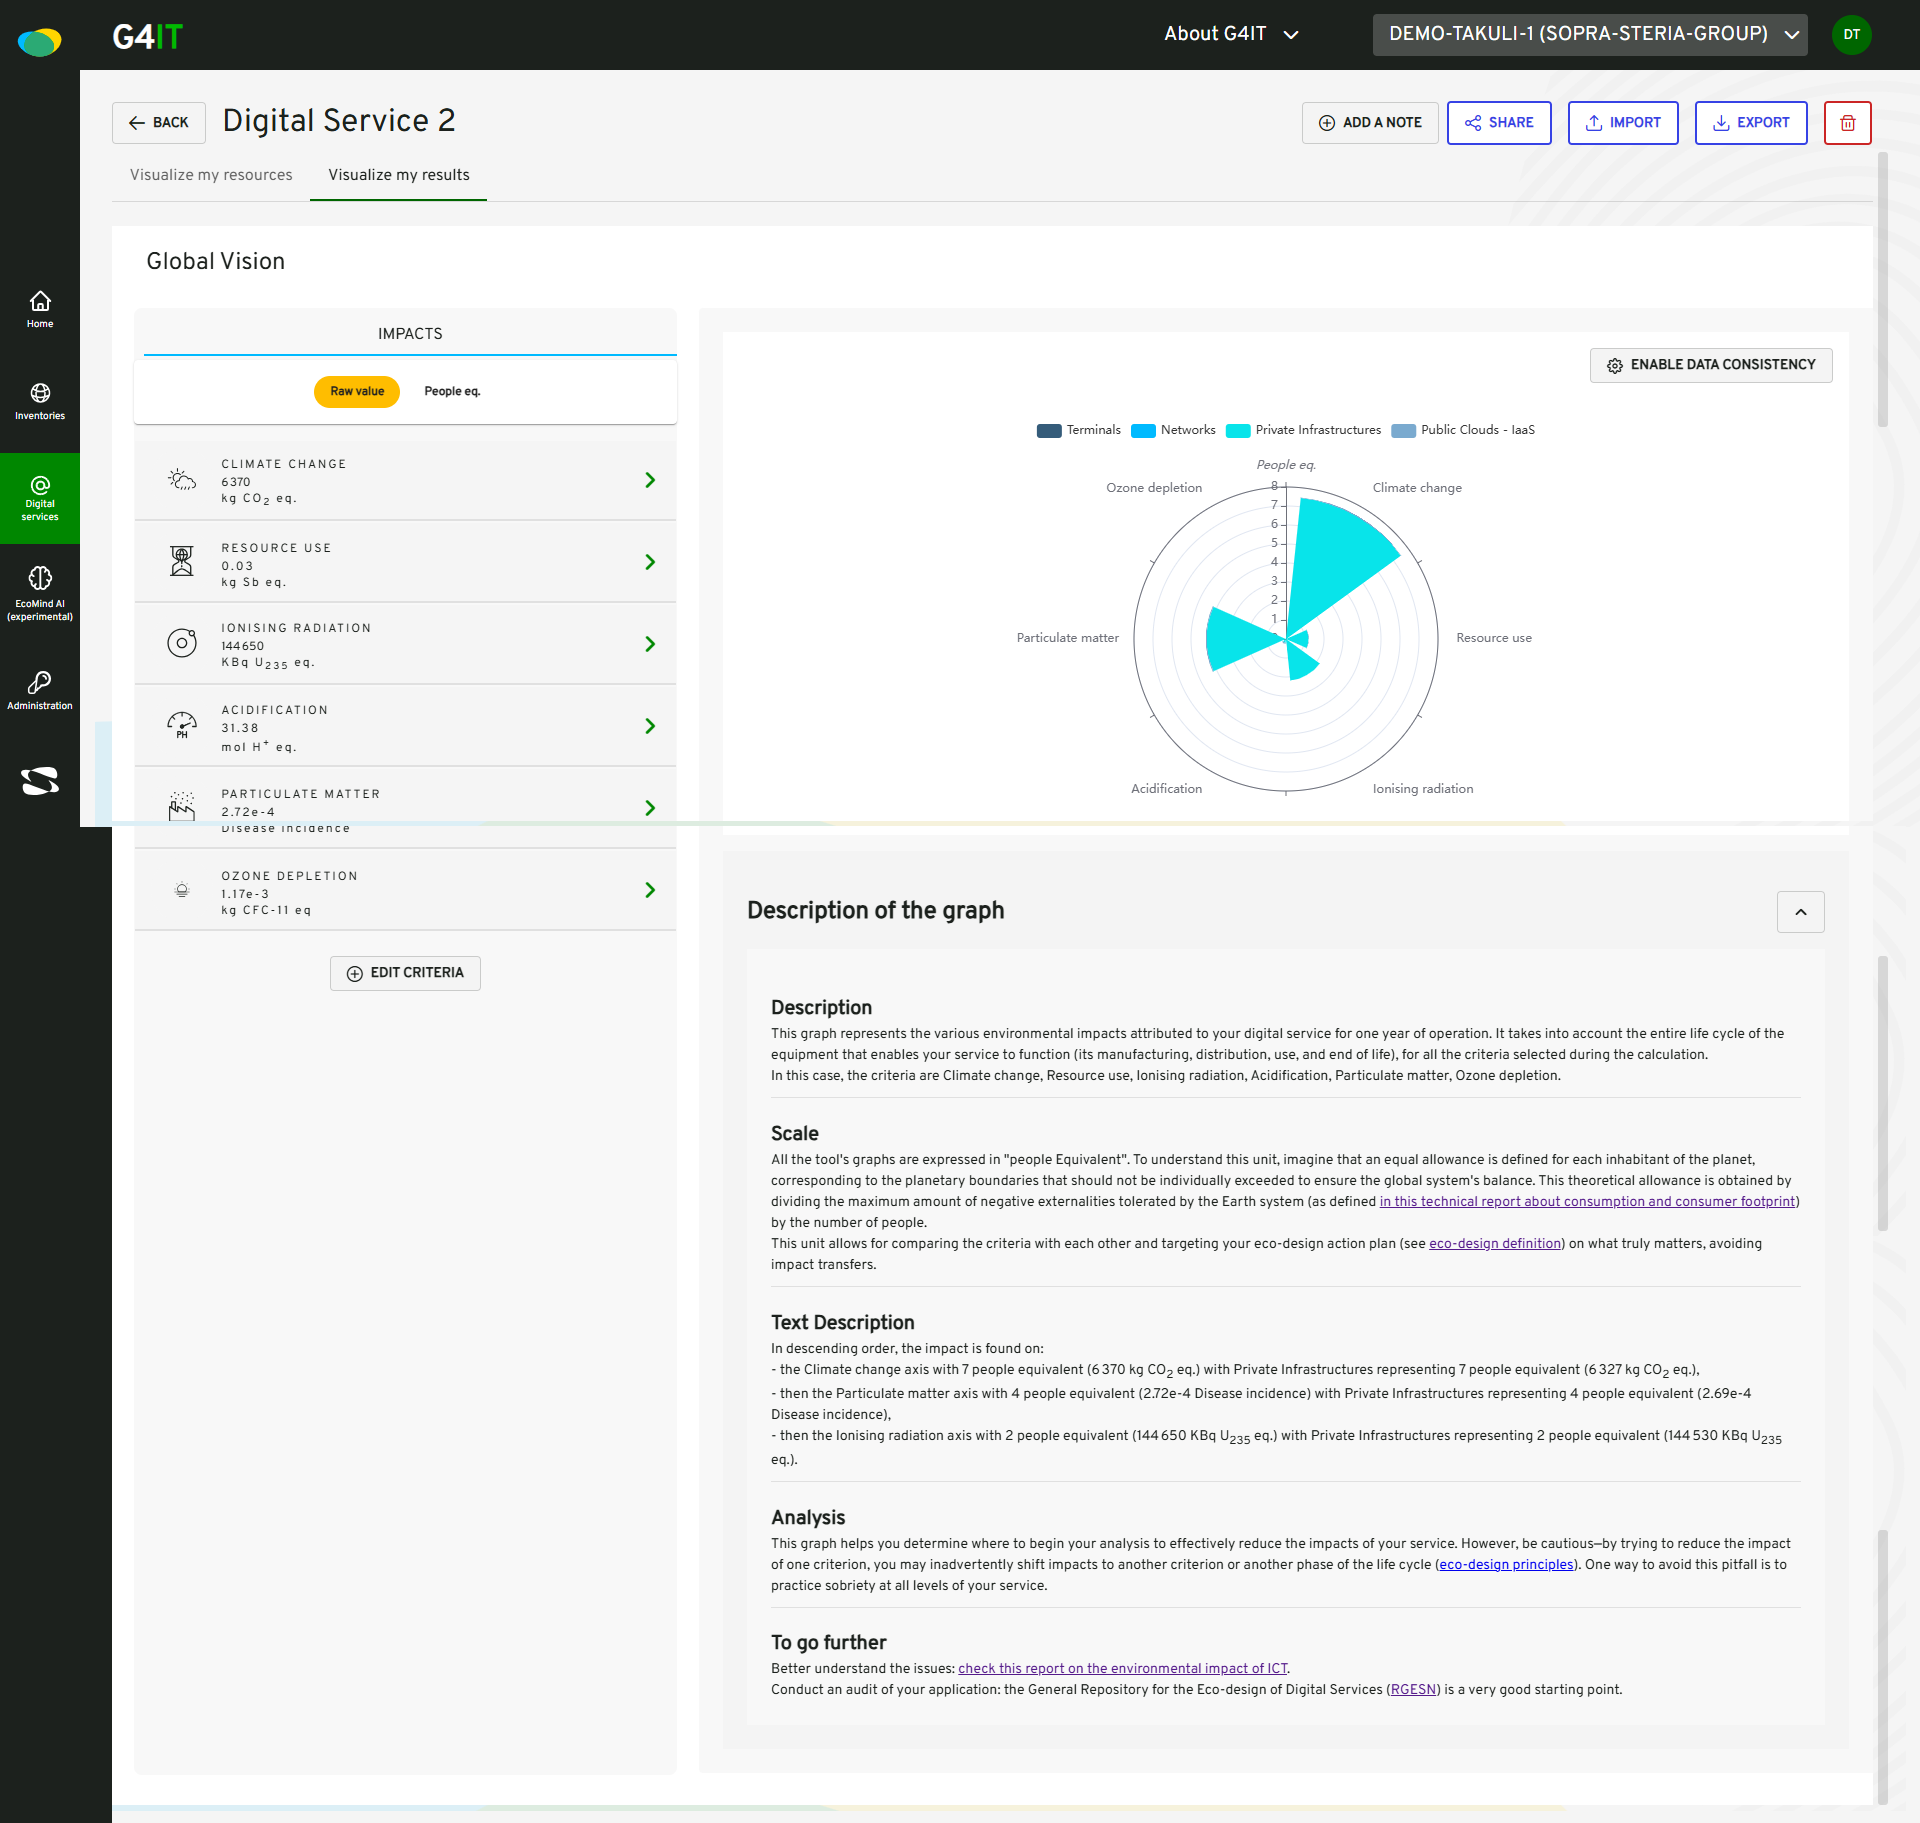 G4IT
About G4IT
DEMO-TAKULI-1 (SOPRA-STERIA-GROUP)
DT
BACK
Digital Service 2
ADD A NOTE
SHARE
IMPORT
EXPORT
Visualize my resources
Visualize my results
Home
Inventories
Digital
services
EcoMind AI
(experimental)
Administration
Global Vision
IMPACTS
Raw value
People eq.
CLIMATE CHANGE
6370
kg CO2 eq.
RESOURCE USE
0.03
kg Sb eq.
IONISING RADIATION
144650
KBq U235 eq.
PH
ACIDIFICATION
31.38
mol H+ eq.
PARTICULATE MATTER
2.72e-4
Disease incidence
OZONE DEPLETION
1.17e-3
kg CFC-11 eq
EDIT CRITERIA
ENABLE DATA CONSISTENCY
Terminals
Networks
Private Infrastructures
Public Clouds - IaaS
People eq.
Ozone depletion
Climate change
8
7
6
5
4
3
2
1
Particulate matter
Resource use
Acidification
Ionising radiation
Description of the graph
Description
This graph represents the various environmental impacts attributed to your digital service for one year of operation. It takes into account the entire life cycle of the
equipment that enables your service to function (its manufacturing, distribution, use, and end of life), for all the criteria selected during the calculation.
In this case, the criteria are Climate change, Resource use, Ionising radiation, Acidification, Particulate matter, Ozone depletion.
Scale
All the tool's graphs are expressed in "people Equivalent". To understand this unit, imagine that an equal allowance is defined for each inhabitant of the planet,
corresponding to the planetary boundaries that should not be individually exceeded to ensure the global system's balance. This theoretical allowance is obtained by
dividing the maximum amount of negative externalities tolerated by the Earth system (as defined in this technical report about consumption and consumer footprint)
by the number of people.
This unit allows for comparing the criteria with each other and targeting your eco-design action plan (see eco-design definition) on what truly matters, avoiding
impact transfers.
Text Description
In descending order, the impact is found on:
- the Climate change axis with 7 people equivalent (6 370 kg CO2 eq.) with Private Infrastructures representing 7 people equivalent (6 327 kg CO2 eq.),
- then the Particulate matter axis with 4 people equivalent (2.72e-4 Disease incidence) with Private Infrastructures representing 4 people equivalent (2.69e-4
Disease incidence),
- then the Ionising radiation axis with 2 people equivalent (144 650 KBq U235 eq.) with Private Infrastructures representing 2 people equivalent (144 530 KBq U235
eq.).
Analysis
This graph helps you determine where to begin your analysis to effectively reduce the impacts of your service. However, be cautious—by trying to reduce the impact
of one criterion, you may inadvertently shift impacts to another criterion or another phase of the life cycle (eco-design principles). One way to avoid this pitfall is to
practice sobriety at all levels of your service.
To go further
Better understand the issues: check this report on the environmental impact of ICT.
Conduct an audit of your application: the General Repository for the Eco-design of Digital Services (RGESN) is a very good starting point.